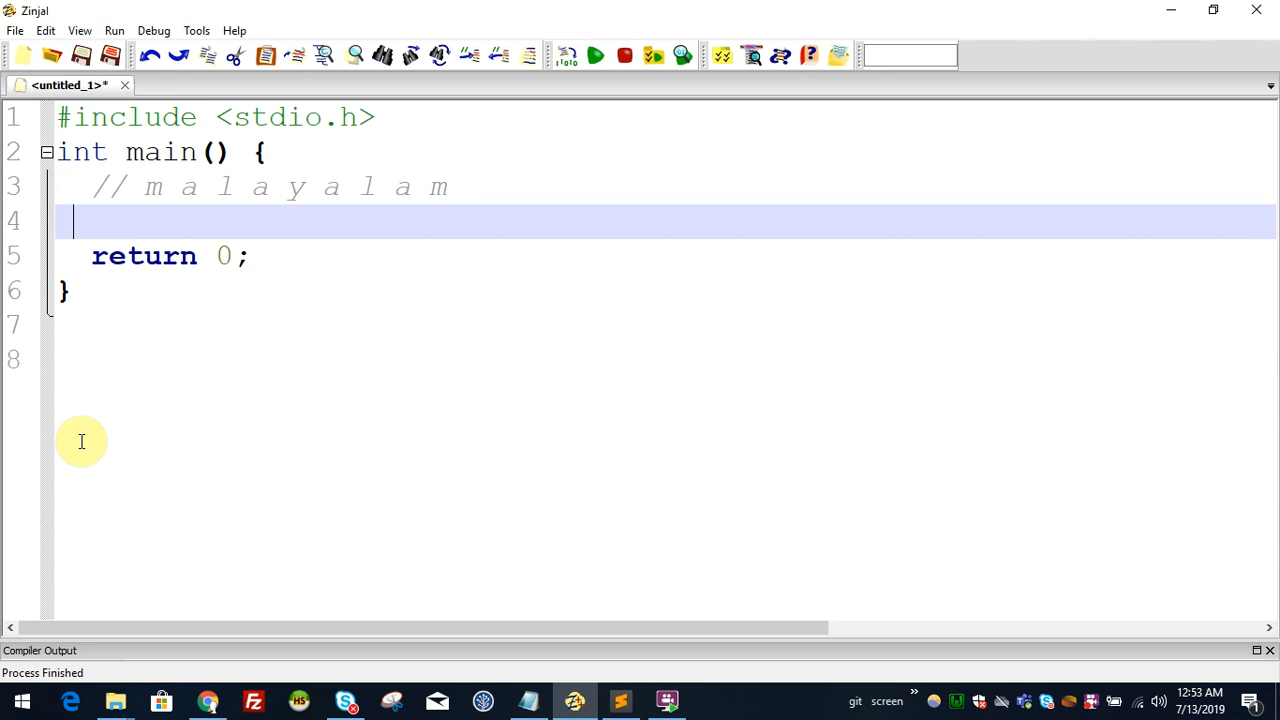 Zinjal
File Edit View Run Debug Tools Help
<untitled_1>*
1 #include <stdio.h>
2 int main() {
3 // m a l a y a l a m
4
5 return 0;
6 }
7
8
Compiler Output
Process Finished
git screen 12:53 AM
7/13/2019